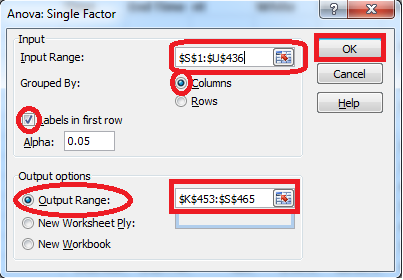 Anova: Single Factor
Input
Input Range: $S$1:$U$436
OK
Cancel
Help
Grouped By: Columns
Rows
Labels in first row
Alpha: 0.05
Output options
Output Range: $K$453:$S$465
New Worksheet Ply:
New Workbook